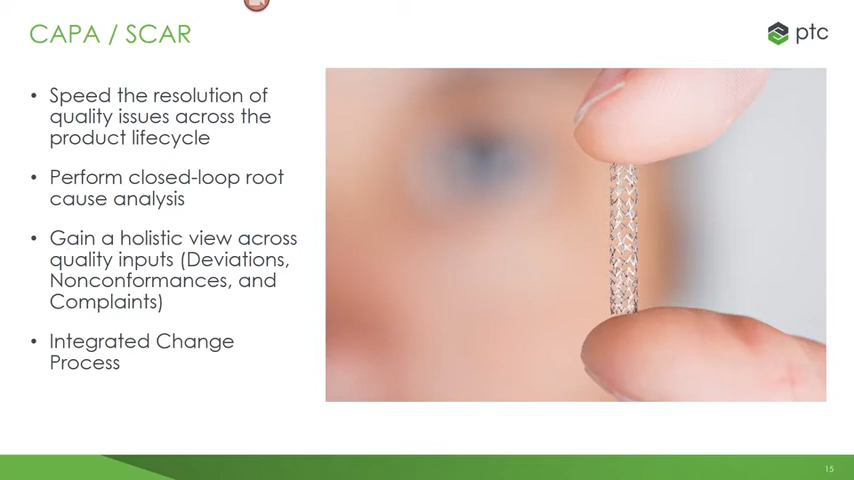 CAPA / SCAR
ptc
• Speed the resolution of
quality issues across the
product lifecycle
• Perform closed-loop root
cause analysis
• Gain a holistic view across
quality inputs (Deviations,
Nonconformances, and
Complaints)
• Integrated Change
Process
15